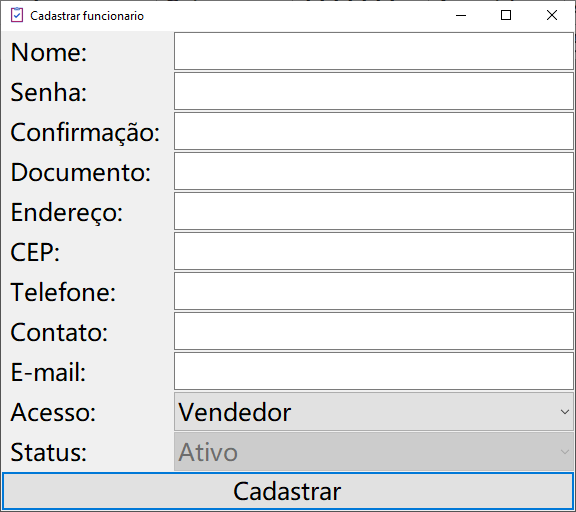 Cadastrar funcionario
Nome:
Senha:
Confirmação:
Documento:
Endereço:
CEP:
Telefone:
Contato:
E-mail:
Acesso: Vendedor
Status: Ativo
Cadastrar